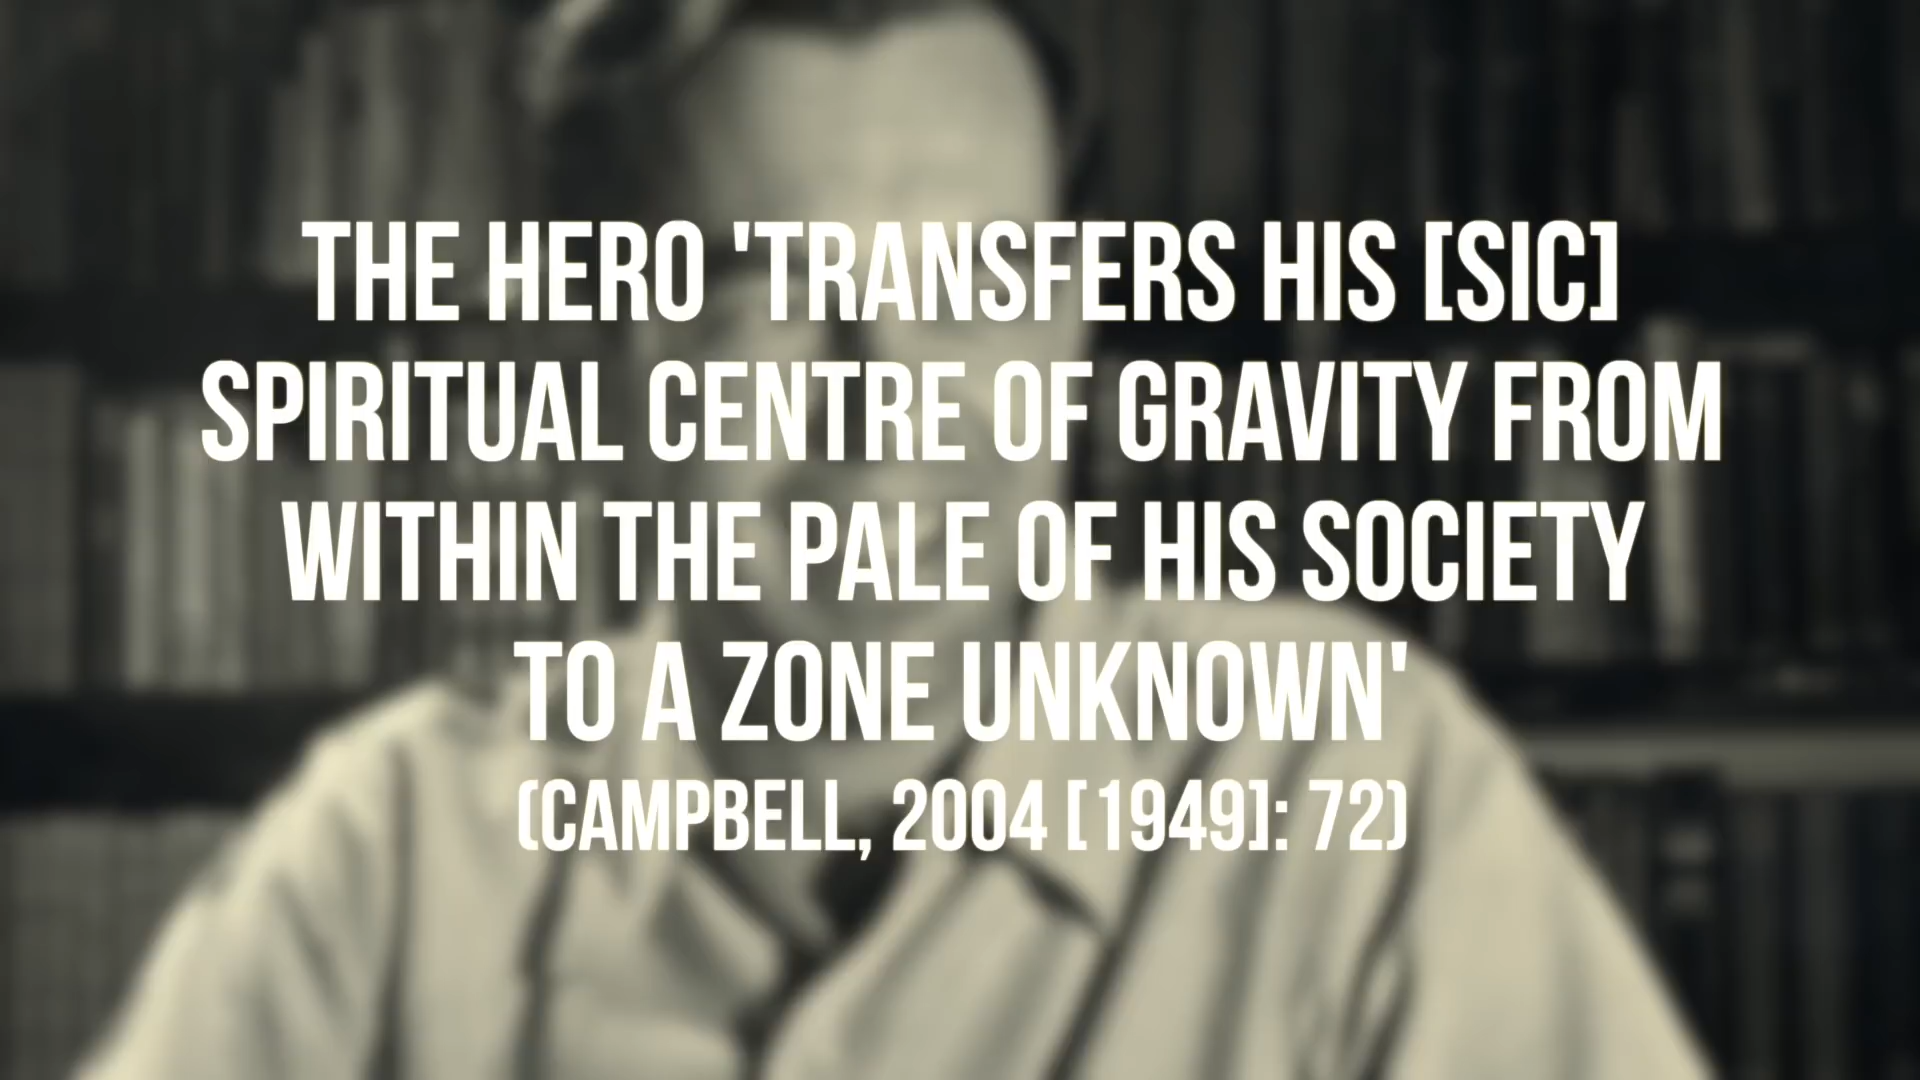 THE HERO 'TRANSFERS HIS [SIC]
SPIRITUAL CENTRE OF GRAVITY FROM
WITHIN THE PALE OF HIS SOCIETY
TO A ZONE UNKNOWN'
(CAMPBELL, 2004 [1949]: 72)